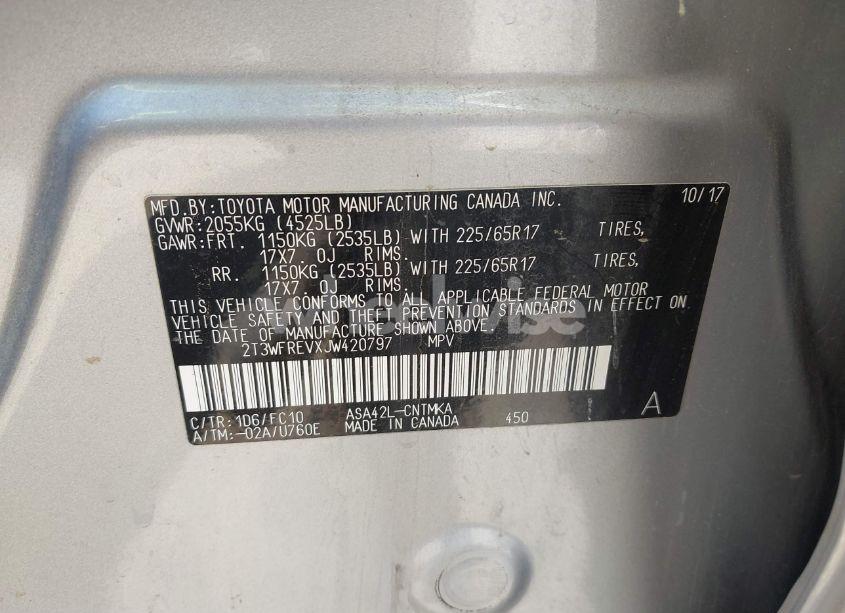 MFD.BY:TOYOTA MOTOR MANUFACTURING CANADA INC. 10/17
GVWR:2055KG (4525LB)
GAWR:FRT. 1150KG (2535LB) WITH 225/65R17 TIRES,
17X7. 0J RIMS.
RR. 1150KG (2535LB) WITH 225/65R17 TIRES,
17X7. 0J RIMS.
THIS VEHICLE CONFORMS TO ALL APPLICABLE FEDERAL MOTOR
VEHICLE SAFETY AND THEFT PREVENTION STANDARDS IN EFFECT ON
THE DATE OF MANUFACTURE SHOWN ABOVE.
2T3WFREVXJW420797 MPV
C/TR:1D6/FC10 ASA42L-CNTMKA
A/TM:-02A/U760E MADE IN CANADA 450 A